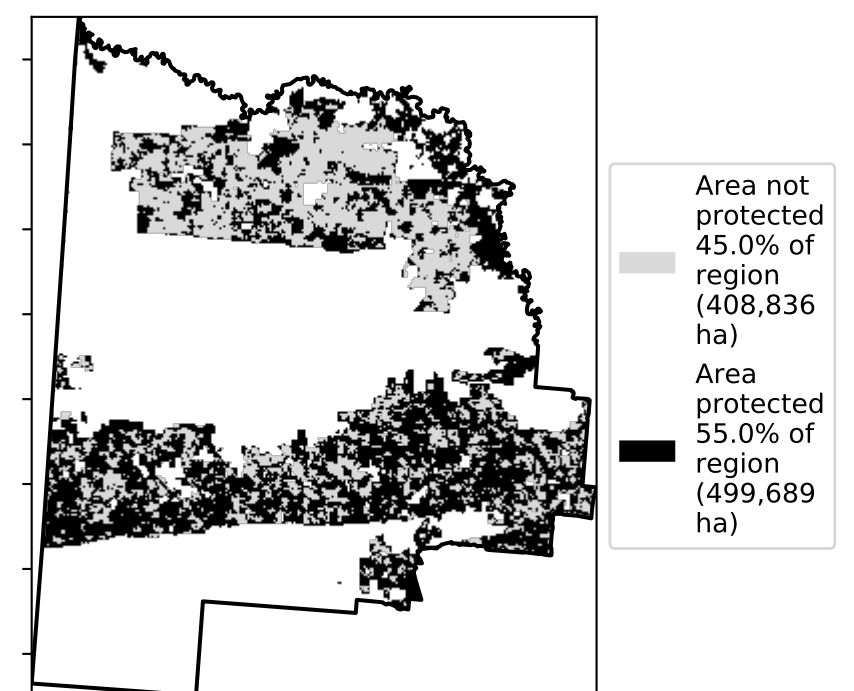 Area not
protected
45.0% of
region
(408,836
ha)
Area
protected
55.0% of
region
(499,689
ha)